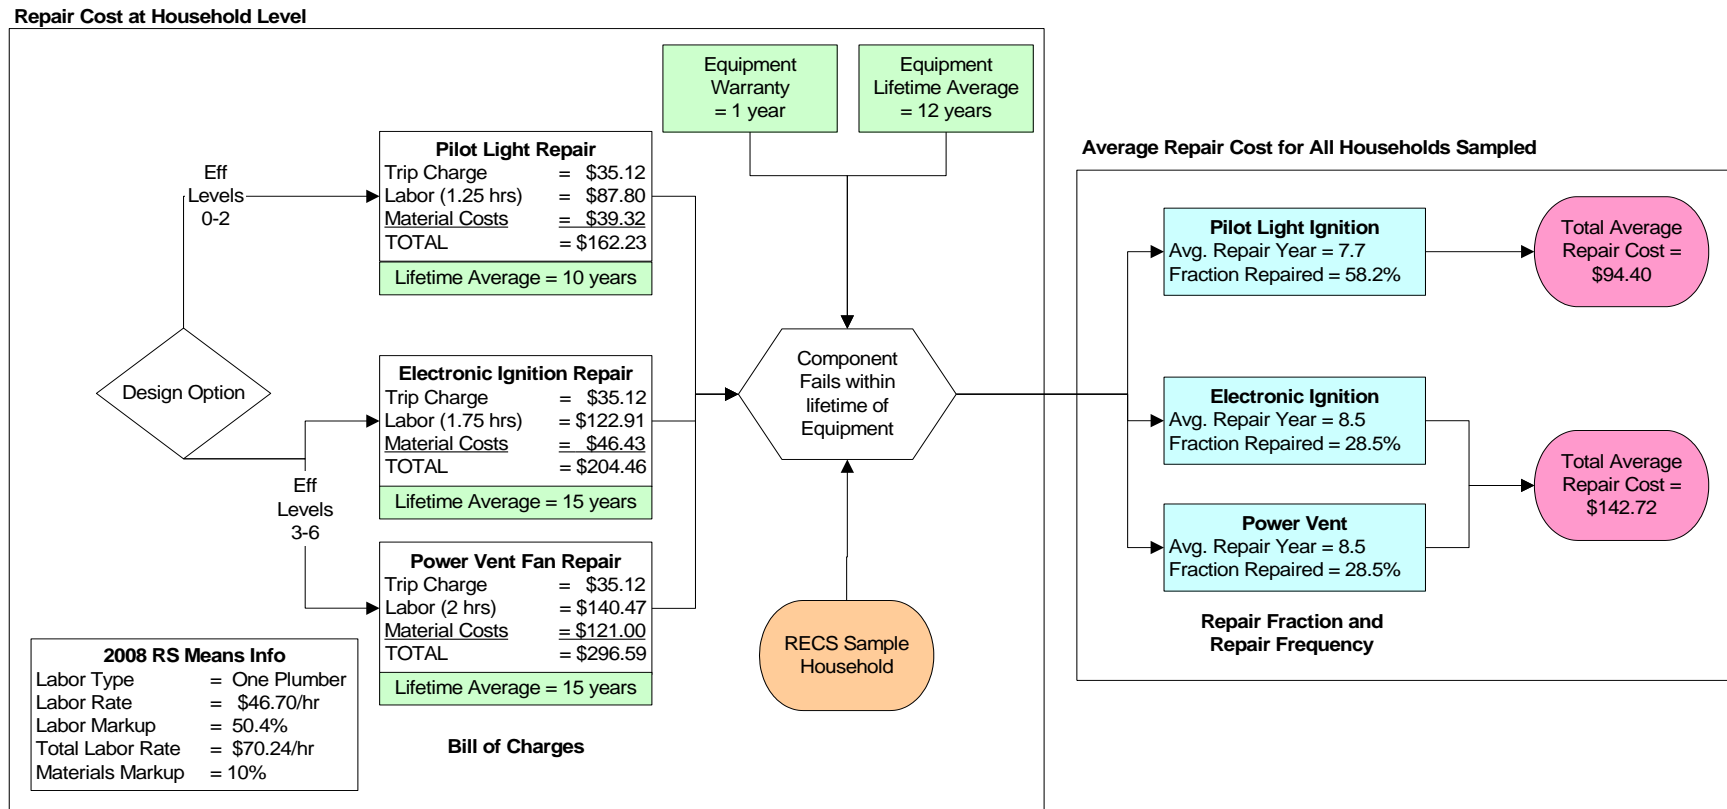 Repair Cost at Household Level
Equipment
Warranty
= 1 year
Equipment
Lifetime Average
= 12 years
Eff
Levels
0-2
Pilot Light Repair
Trip Charge = $35.12
Labor (1.25 hrs) = $87.80
Material Costs = $39.32
TOTAL = $162.23
Lifetime Average = 10 years
Design Option
Electronic Ignition Repair
Trip Charge = $35.12
Labor (1.75 hrs) = $122.91
Material Costs = $46.43
TOTAL = $204.46
Lifetime Average = 15 years
Eff
Levels
3-6
Power Vent Fan Repair
Trip Charge = $35.12
Labor (2 hrs) = $140.47
Material Costs = $121.00
TOTAL = $296.59
Lifetime Average = 15 years
Component
Fails within
lifetime of
Equipment
RECS Sample
Household
2008 RS Means Info
Labor Type = One Plumber
Labor Rate = $46.70/hr
Labor Markup = 50.4%
Total Labor Rate = $70.24/hr
Materials Markup = 10%
Bill of Charges
Average Repair Cost for All Households Sampled
Pilot Light Ignition
Avg. Repair Year = 7.7
Fraction Repaired = 58.2%
Total Average
Repair Cost =
$94.40
Electronic Ignition
Avg. Repair Year = 8.5
Fraction Repaired = 28.5%
Total Average
Repair Cost =
$142.72
Power Vent
Avg. Repair Year = 8.5
Fraction Repaired = 28.5%
Repair Fraction and
Repair Frequency